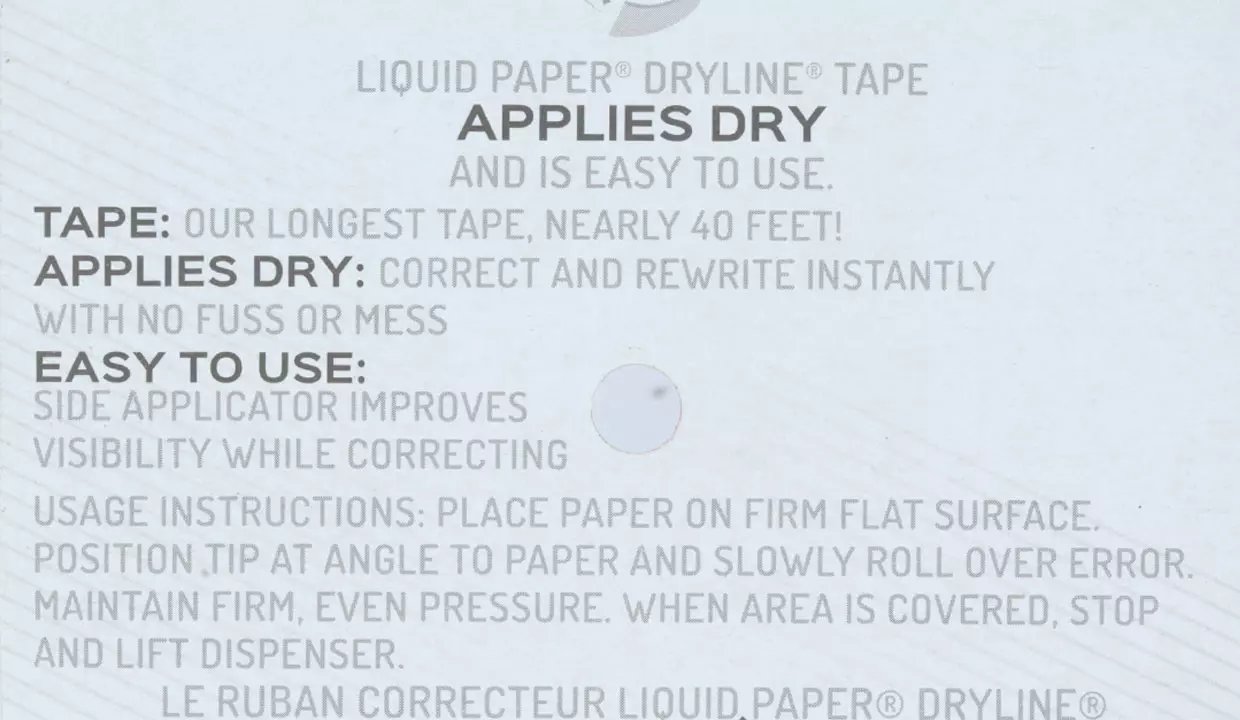 LIQUID PAPER® DRYLINE® TAPE
APPLIES DRY
AND IS EASY TO USE.
TAPE: OUR LONGEST TAPE, NEARLY 40 FEET!
APPLIES DRY: CORRECT AND REWRITE INSTANTLY
WITH NO FUSS OR MESS
EASY TO USE:
SIDE APPLICATOR IMPROVES
VISIBILITY WHILE CORRECTING
USAGE INSTRUCTIONS: PLACE PAPER ON FIRM FLAT SURFACE.
POSITION TIP AT ANGLE TO PAPER AND SLOWLY ROLL OVER ERROR.
MAINTAIN FIRM, EVEN PRESSURE. WHEN AREA IS COVERED, STOP
AND LIFT DISPENSER.
LE RUBAN CORRECTEUR LIQUID PAPER® DRYLINE®